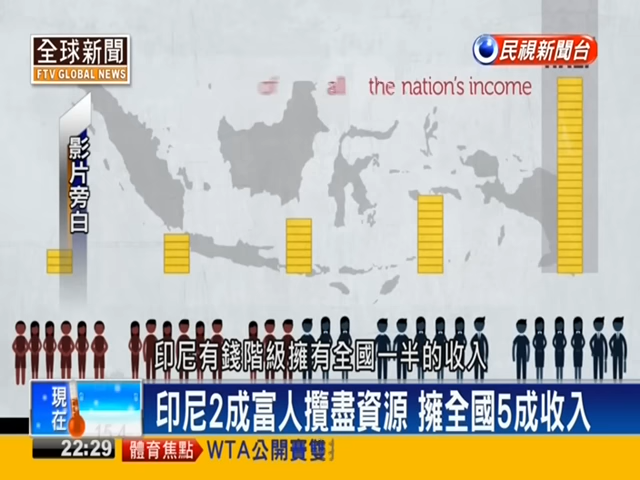 全球新聞
FTV GLOBAL NEWS
民視新聞台
all the nation's income
影片旁白
印尼有錢階級擁有全國一半的收入
現在
印尼2成富人攬盡資源 擁全國5成收入
15.4
22:29
體育焦點
WTA公開賽雙